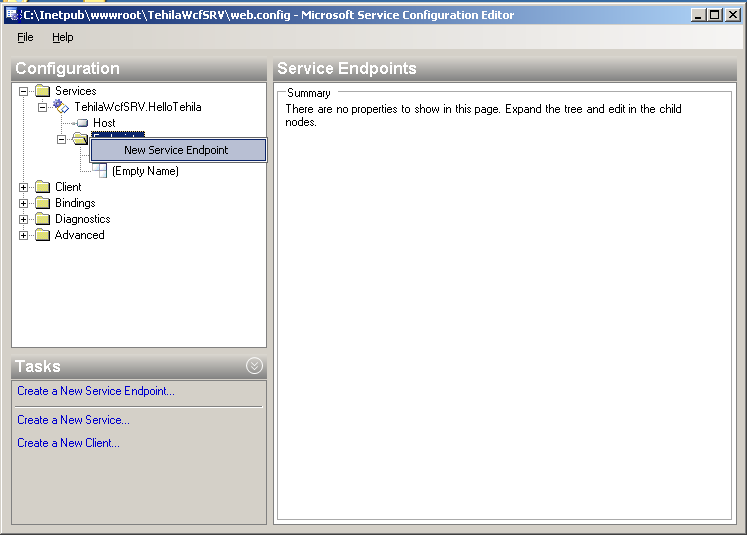 C:\Inetpub\wwwroot\TehilaWcfSRV\web.config - Microsoft Service Configuration Editor
File Help
Configuration
Services
TehilaWcfSRV.HelloTehila
Host
New Service Endpoint
(Empty Name)
Client
Bindings
Diagnostics
Advanced
Tasks
Create a New Service Endpoint...
Create a New Service...
Create a New Client...
Service Endpoints
Summary
There are no properties to show in this page. Expand the tree and edit in the child
nodes.